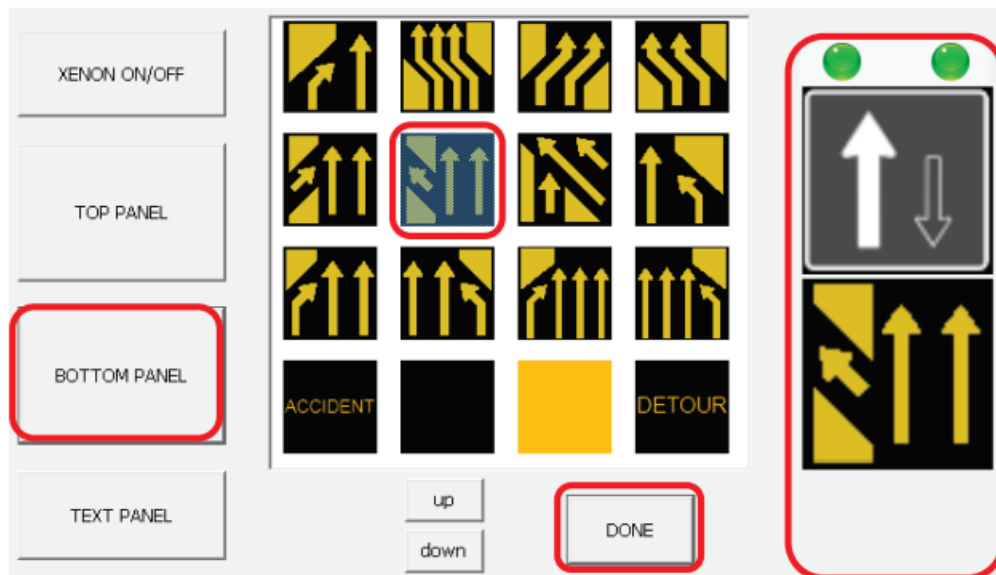 XENON ON/OFF
TOP PANEL
BOTTOM PANEL
TEXT PANEL
ACCIDENT
DETOUR
up
down
DONE